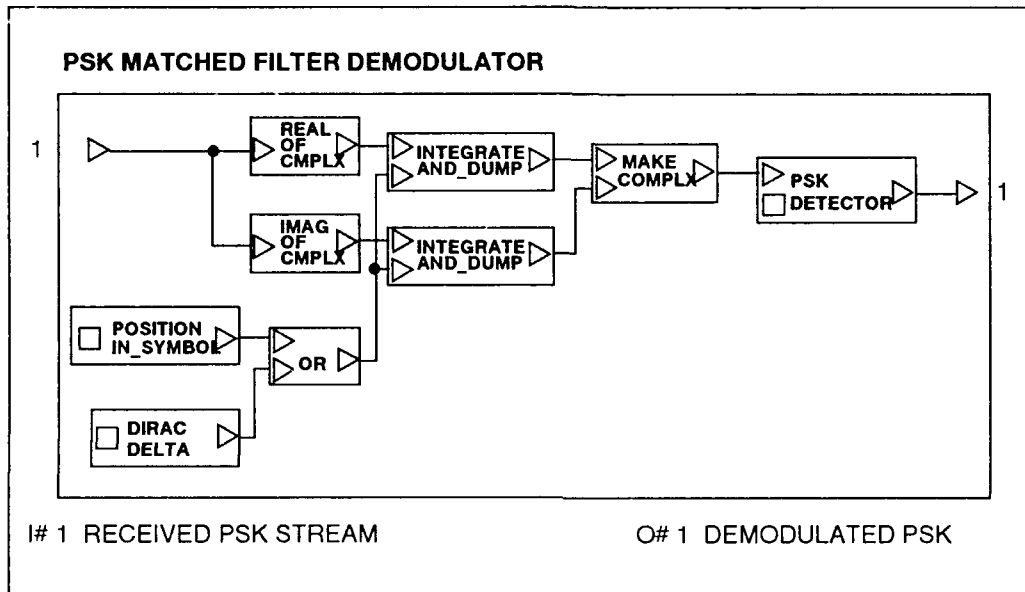 PSK MATCHED FILTER DEMODULATOR
1
REAL
OF
CMPLX
INTEGRATE
AND_DUMP
MAKE
COMPLX
PSK
DETECTOR
1
IMAG
OF
CMPLX
INTEGRATE
AND_DUMP
POSITION
IN_SYMBOL
OR
DIRAC
DELTA
I# 1 RECEIVED PSK STREAM
O# 1 DEMODULATED PSK